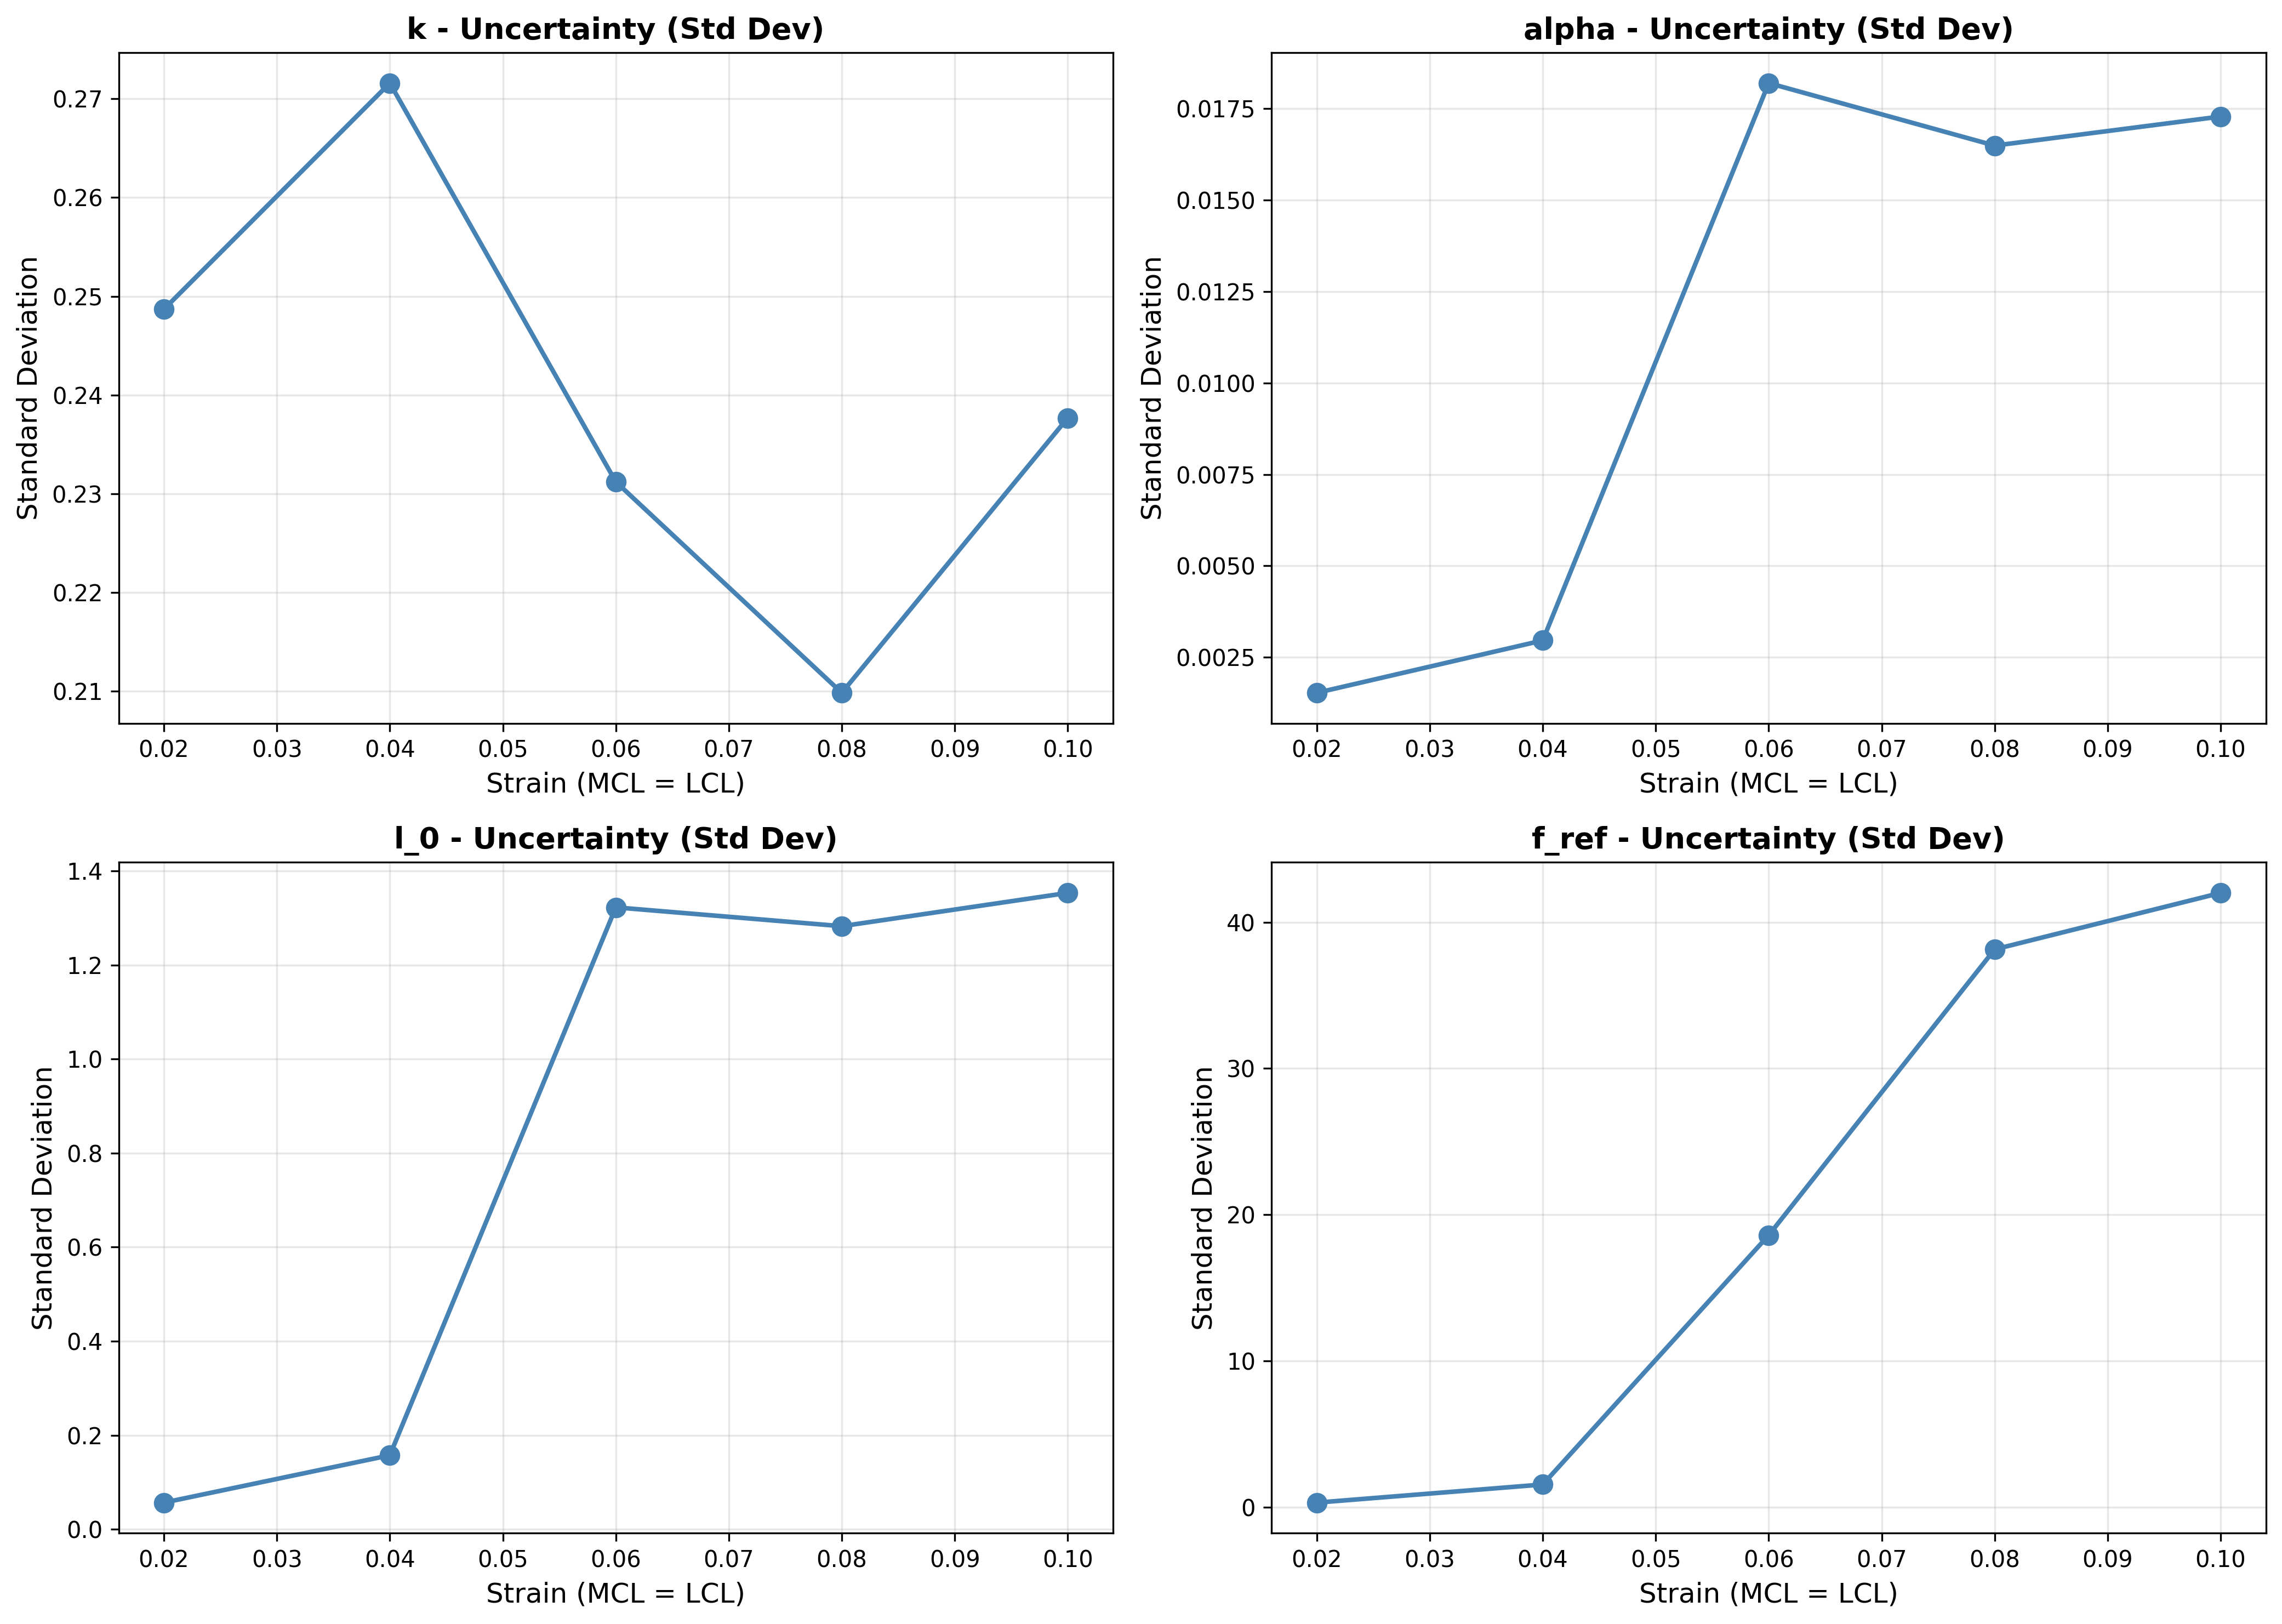 k - Uncertainty (Std Dev)
0.27
0.26
0.25
0.24
0.23
0.22
0.21
Standard Deviation
0.02 0.03 0.04 0.05 0.06 0.07 0.08 0.09 0.10
Strain (MCL = LCL)
alpha - Uncertainty (Std Dev)
0.0175
0.0150
0.0125
0.0100
0.0075
0.0050
0.0025
Standard Deviation
0.02 0.03 0.04 0.05 0.06 0.07 0.08 0.09 0.10
Strain (MCL = LCL)
l_0 - Uncertainty (Std Dev)
1.4
1.2
1.0
0.8
0.6
0.4
0.2
0.0
Standard Deviation
0.02 0.03 0.04 0.05 0.06 0.07 0.08 0.09 0.10
Strain (MCL = LCL)
f_ref - Uncertainty (Std Dev)
40
30
20
10
0
Standard Deviation
0.02 0.03 0.04 0.05 0.06 0.07 0.08 0.09 0.10
Strain (MCL = LCL)